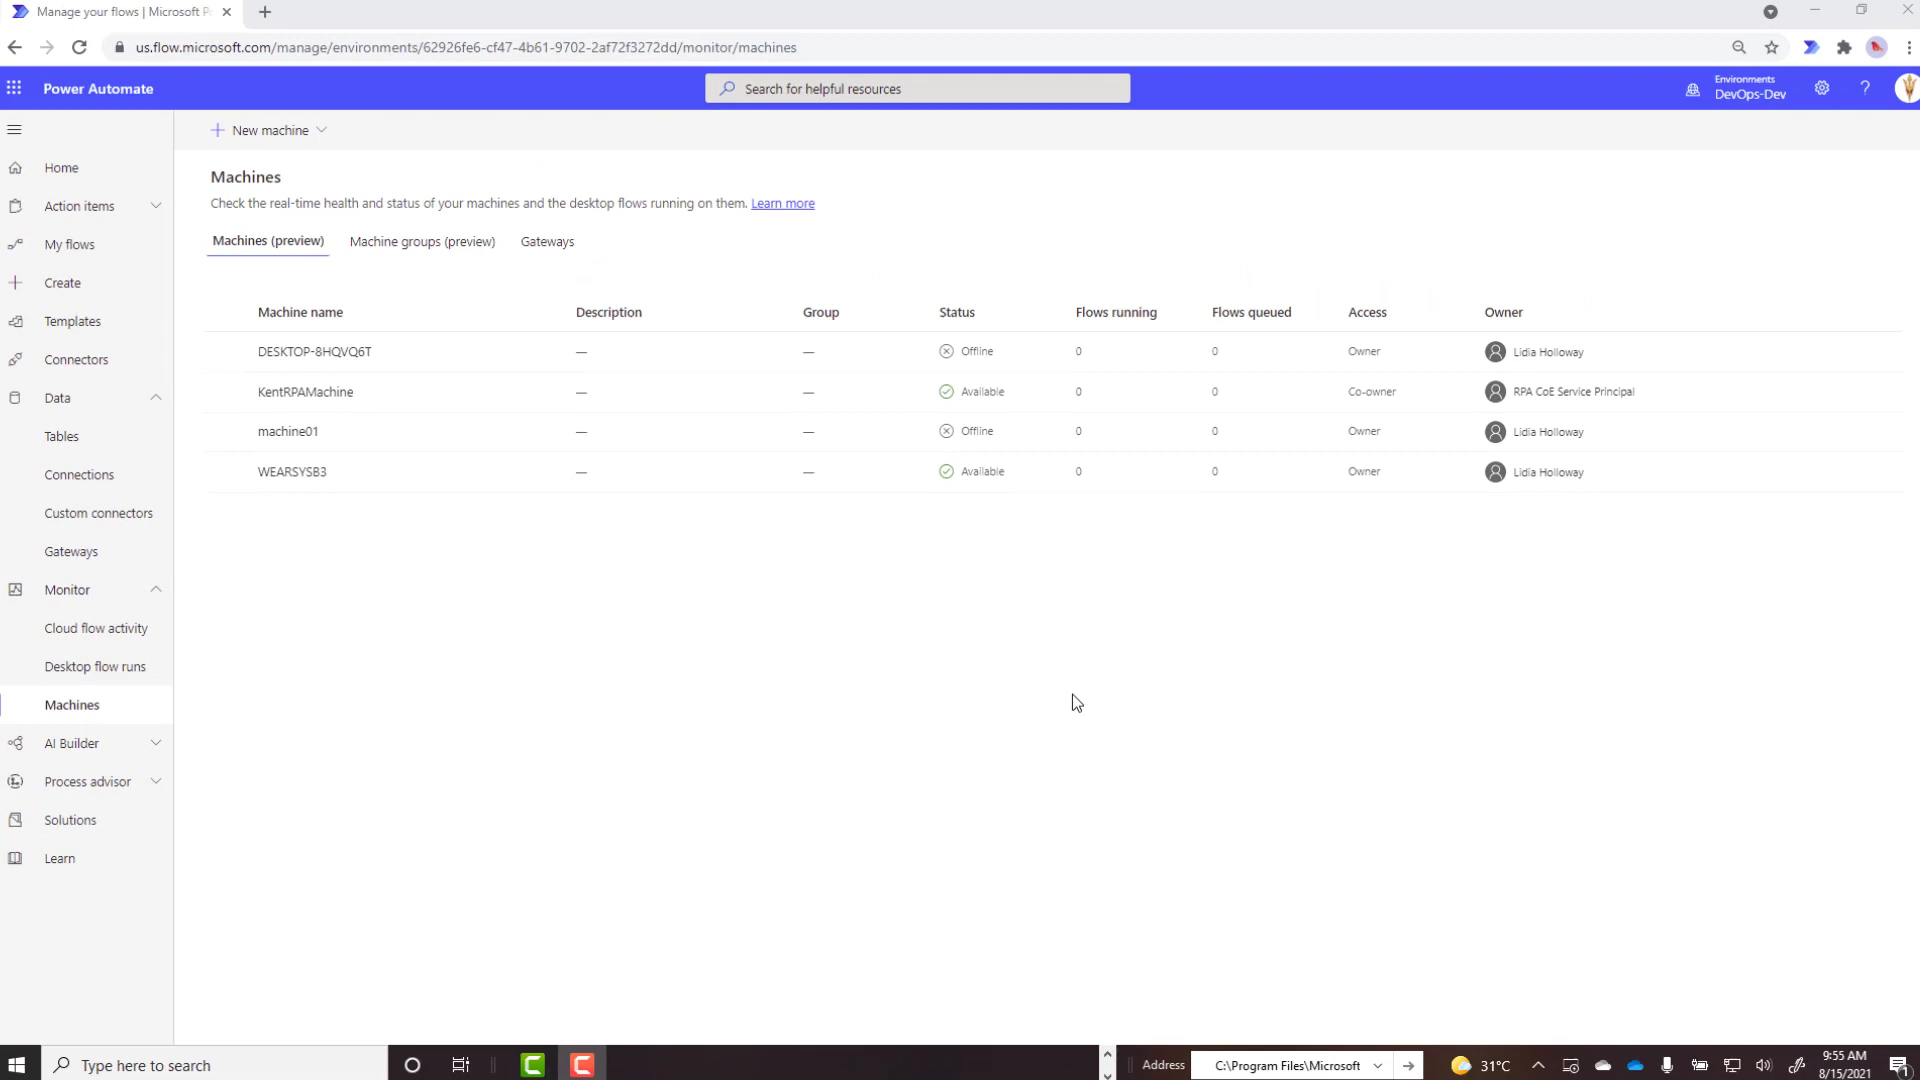 Manage your flows | Microsoft P
us.flow.microsoft.com/manage/environments/62926fe6-cf47-4b61-9702-2af72f3272dd/monitor/machines
Power Automate
Search for helpful resources
Environments
DevOps-Dev
New machine
Home
Action items
My flows
Create
Templates
Connectors
Data
Tables
Connections
Custom connectors
Gateways
Monitor
Cloud flow activity
Desktop flow runs
Machines
AI Builder
Process advisor
Solutions
Learn
Machines
Check the real-time health and status of your machines and the desktop flows running on them. Learn more
Machines (preview) Machine groups (preview) Gateways
Machine name Description Group Status Flows running Flows queued Access Owner
DESKTOP-8HQVQ6T — — Offline 0 0 Owner Lidia Holloway
KentRPAMachine — — Available 0 0 Co-owner RPA CoE Service Principal
machine01 — — Offline 0 0 Owner Lidia Holloway
WEARSYSB3 — — Available 0 0 Owner Lidia Holloway
Type here to search
Address C:\Program Files\Microsoft
31°C
9:55 AM
8/15/2021
1